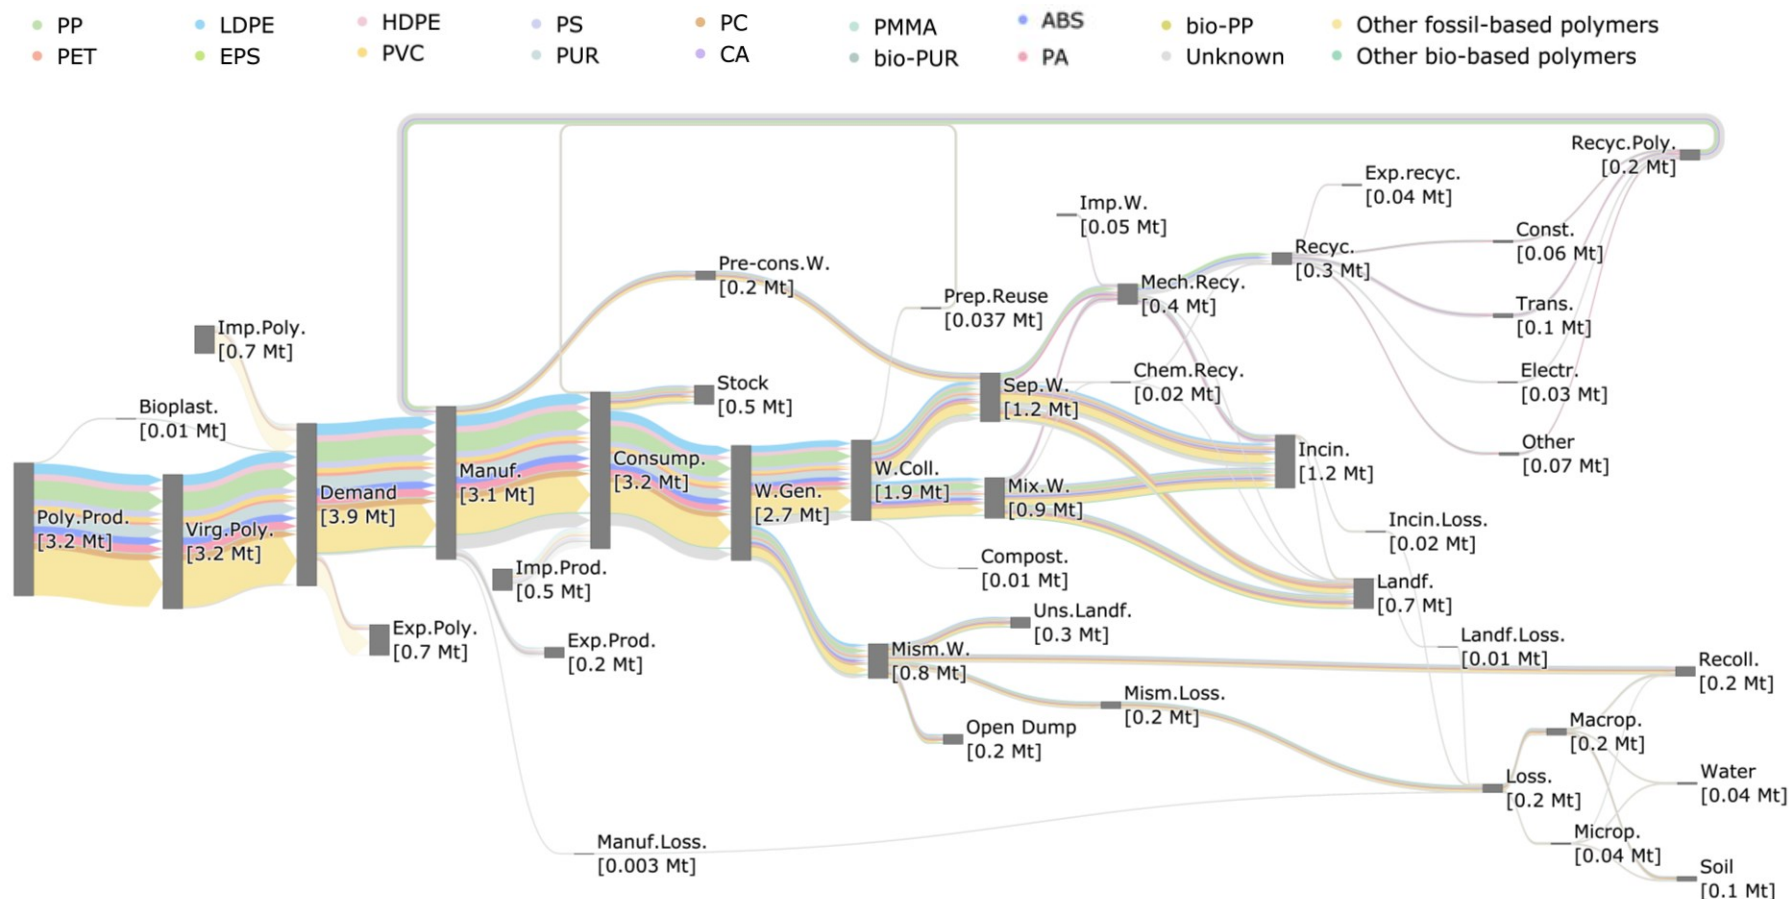 PP LDPE HDPE PS PC PMMA ABS bio-PP Other fossil-based polymers
PET EPS PVC PUR CA bio-PUR PA Unknown Other bio-based polymers
Recyc.Poly.
[0.2 Mt]
Exp.recyc.
[0.04 Mt]
Imp.W.
[0.05 Mt]
Const.
[0.06 Mt]
Recyc.
[0.3 Mt]
Pre-cons.W.
[0.2 Mt]
Mech.Recy.
[0.4 Mt]
Prep.Reuse
[0.037 Mt]
Trans.
[0.1 Mt]
Imp.Poly.
[0.7 Mt]
Chem.Recy.
[0.02 Mt]
Electr.
[0.03 Mt]
Stock
[0.5 Mt]
Sep.W.
[1.2 Mt]
Bioplast.
[0.01 Mt]
Other
[0.07 Mt]
Incin.
[1.2 Mt]
Consump.
[3.2 Mt]
Manuf.
[3.1 Mt]
W.Coll.
[1.9 Mt]
Mix.W.
[0.9 Mt]
W.Gen.
[2.7 Mt]
Demand
[3.9 Mt]
Poly.Prod.
[3.2 Mt]
Virg.Poly.
[3.2 Mt]
Incin.Loss.
[0.02 Mt]
Compost.
[0.01 Mt]
Imp.Prod.
[0.5 Mt]
Landf.
[0.7 Mt]
Uns.Landf.
[0.3 Mt]
Exp.Poly.
[0.7 Mt]
Exp.Prod.
[0.2 Mt]
Landf.Loss.
[0.01 Mt]
Mism.W.
[0.8 Mt]
Recoll.
[0.2 Mt]
Mism.Loss.
[0.2 Mt]
Open Dump
[0.2 Mt]
Macrop.
[0.2 Mt]
Loss.
[0.2 Mt]
Water
[0.04 Mt]
Manuf.Loss.
[0.003 Mt]
Microp.
[0.04 Mt]
Soil
[0.1 Mt]